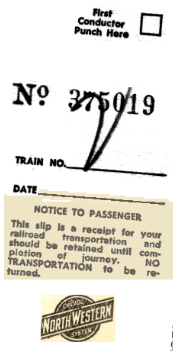 First
Conductor
Punch Here
Nº 375019
TRAIN NO.
DATE
NOTICE TO PASSENGER
This slip is a receipt for your
railroad transportation and
should be retained until com-
pletion of journey. NO
TRANSPORTATION to be re-
turned.
CHICAGO
NORTH WESTERN
SYSTEM